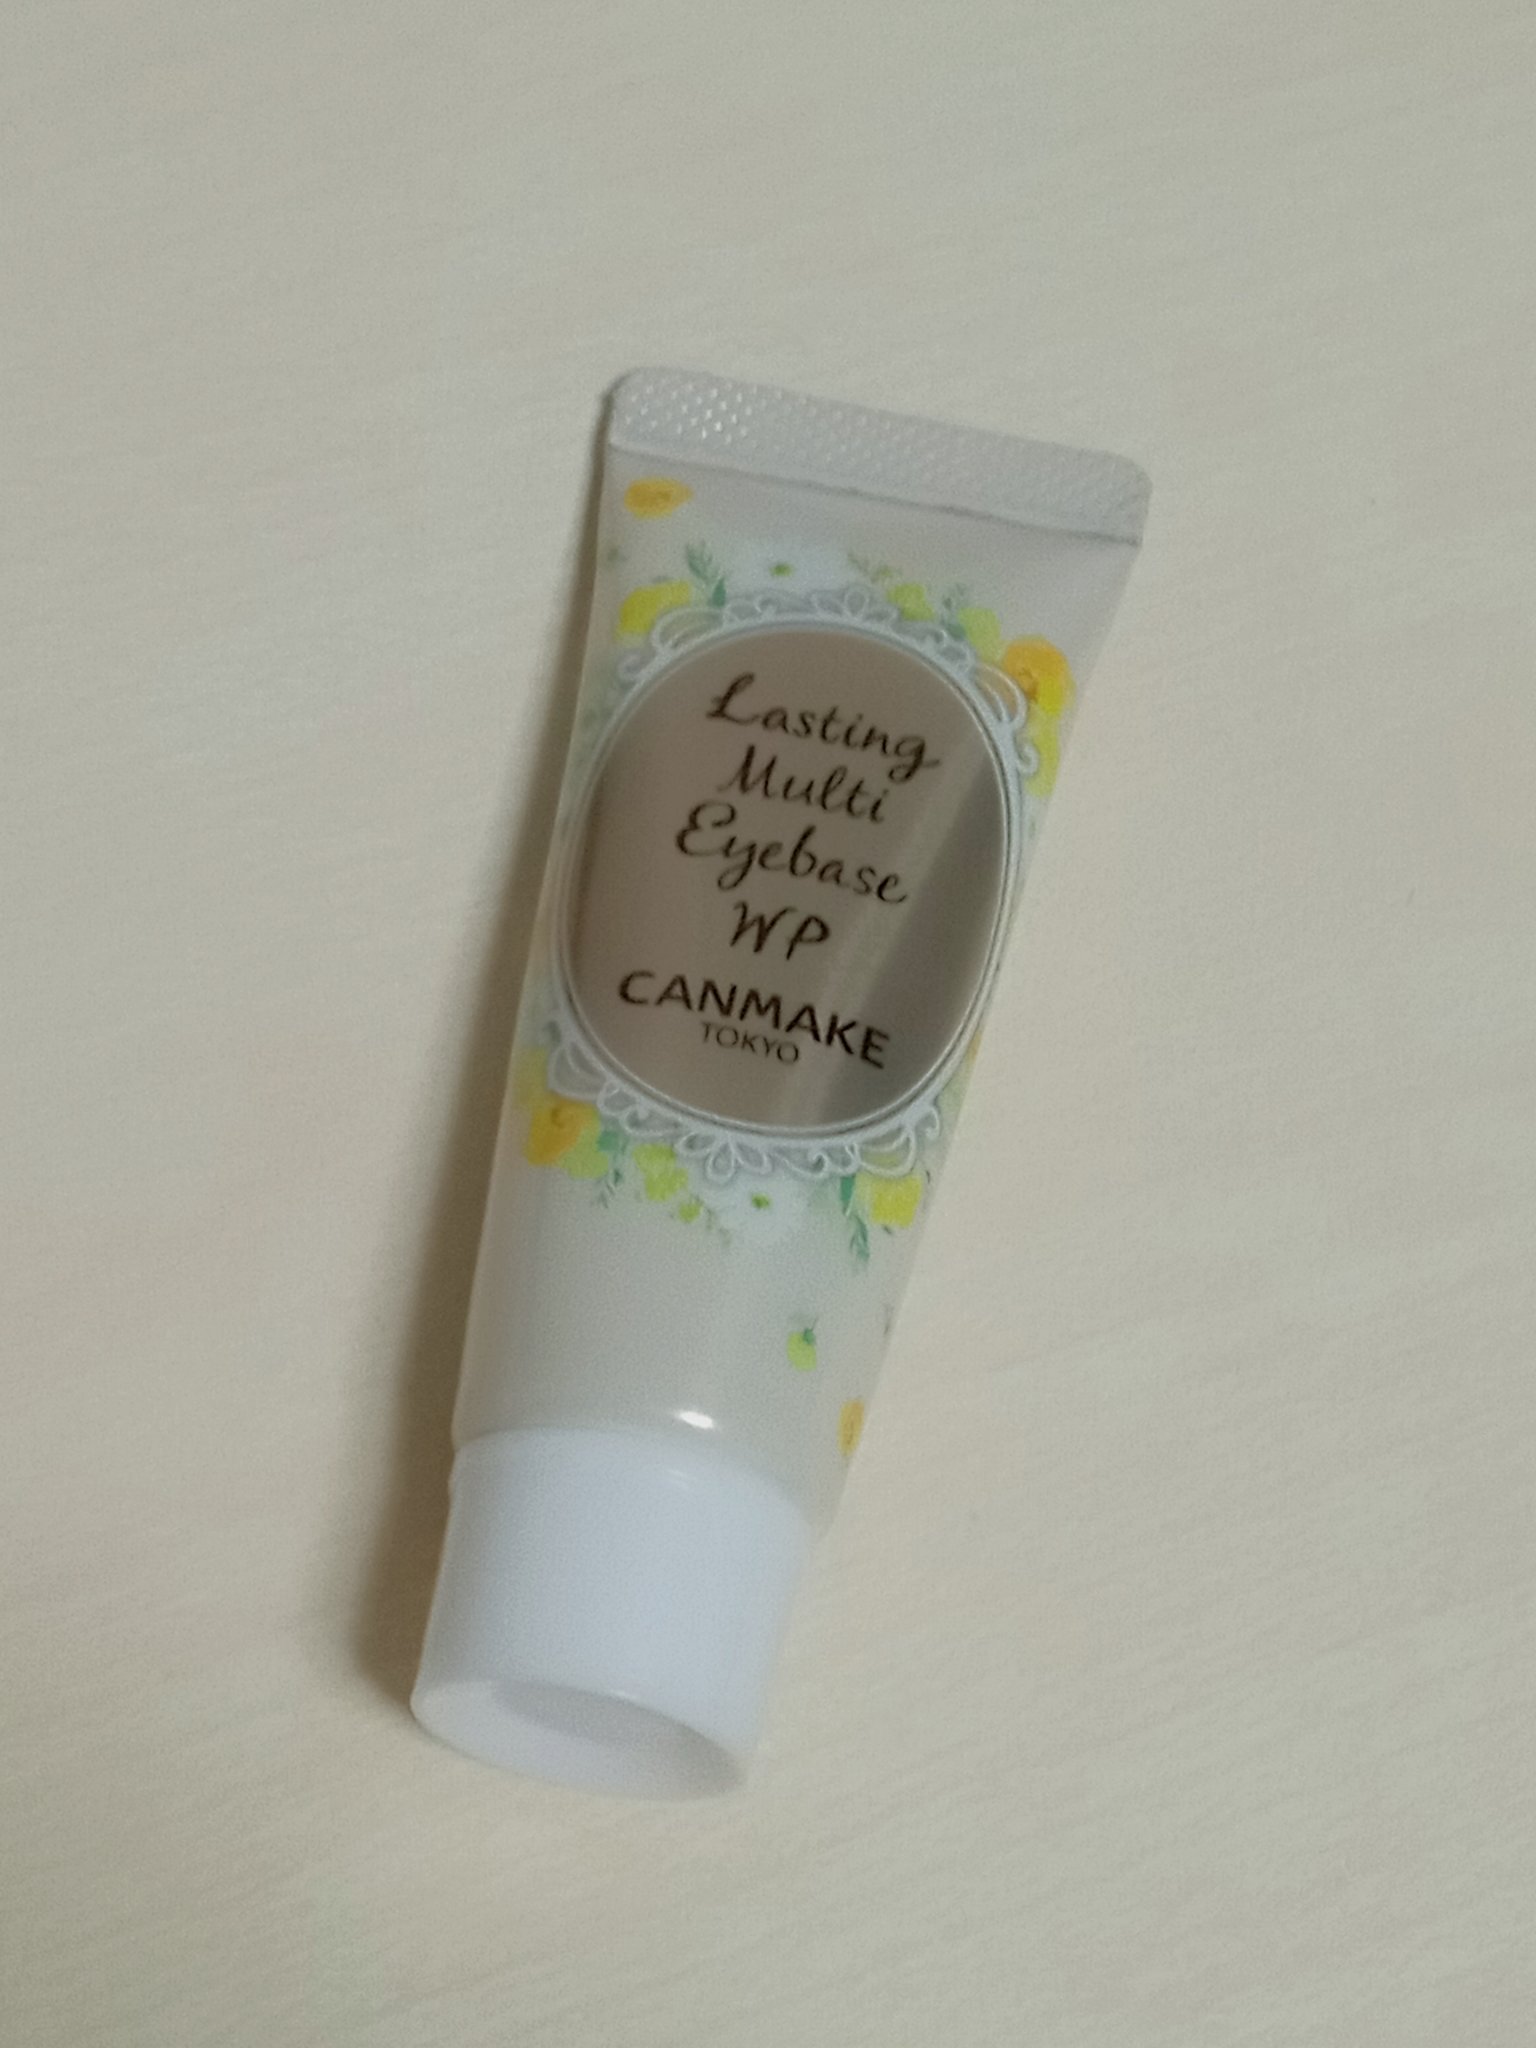 Lasting
Multi
Eyebase
WP
CANMAKE
TOKYO